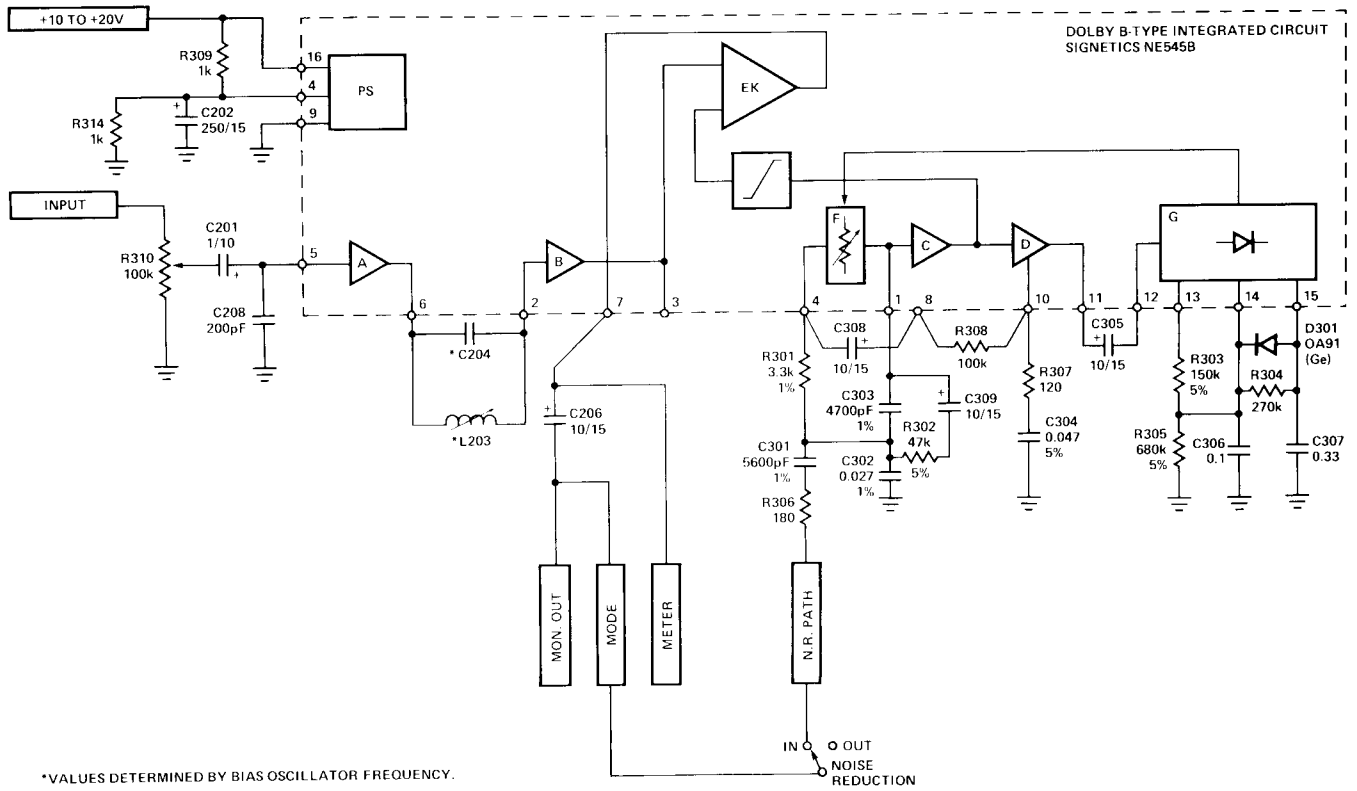 +10 TO +20V
DOLBY B-TYPE INTEGRATED CIRCUIT
SIGNETICS NE545B
R309
1k
16
4
9
PS
EK
R314
1k
+
C202
250/15
INPUT
R310
100k
C201
1/10
+
C208
200pF
5
A
B
F
C
D
G
6
2
7
3
4
1
8
10
11
12
13
14
15
*C204
*L203
+
C206
10/15
R301
3.3k
1%
C308
+
10/15
R308
100k
C305
+
10/15
D301
OA91
(Ge)
C303
4700pF
1%
+
C309
10/15
R307
120
R303
150k
5%
R304
270k
C301
5600pF
1%
R302
47k
5%
C302
0.027
1%
C304
0.047
5%
R305
680k
5%
C306
0.1
C307
0.33
R306
180
MON. OUT
MODE
METER
N.R. PATH
IN
OUT
NOISE
REDUCTION
*VALUES DETERMINED BY BIAS OSCILLATOR FREQUENCY.